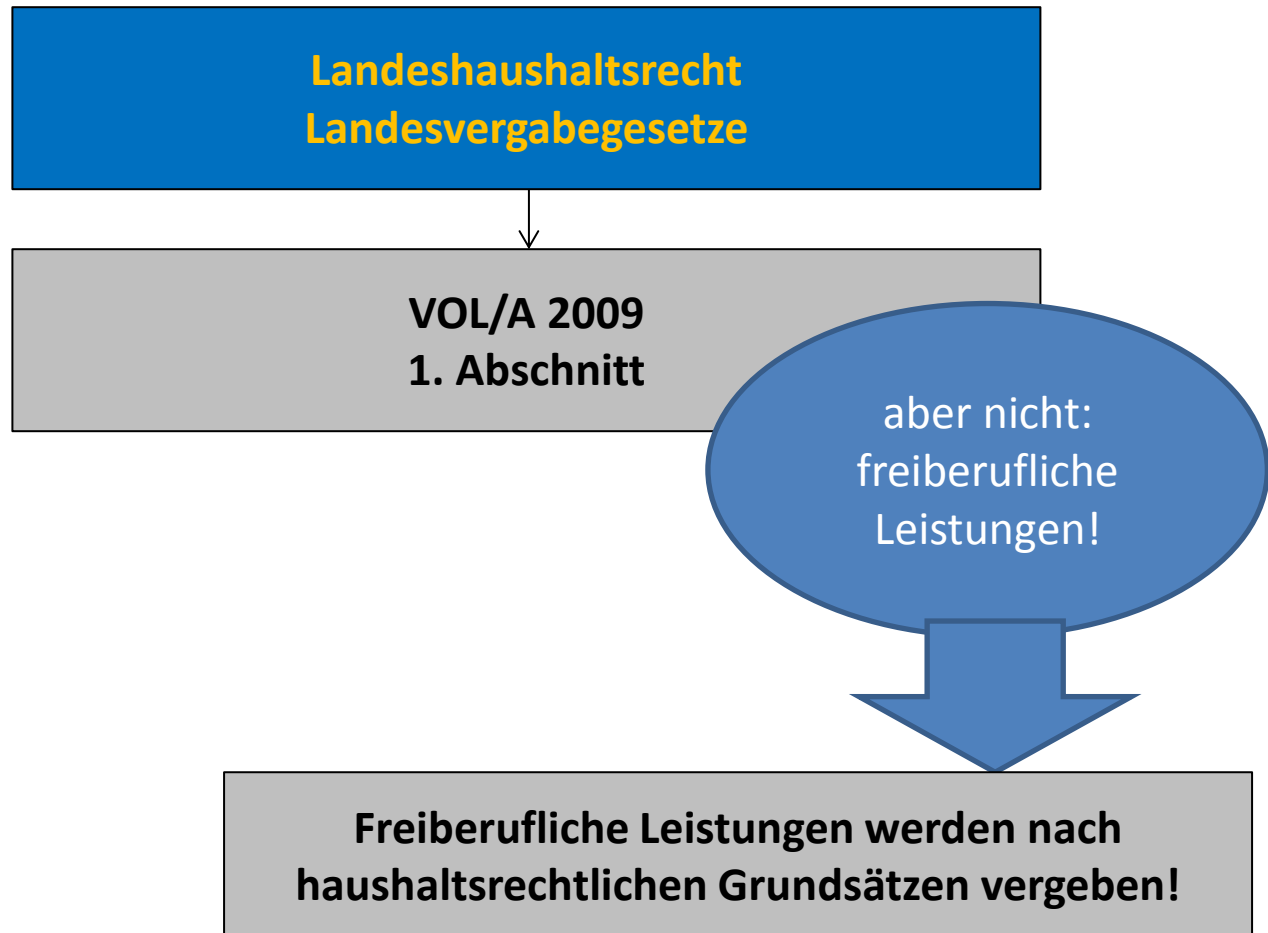 Landeshaushaltsrecht
Landesvergabegesetze
VOL/A 2009
1. Abschnitt
aber nicht:
freiberufliche
Leistungen!
Freiberufliche Leistungen werden nach
haushaltsrechtlichen Grundsätzen vergeben!